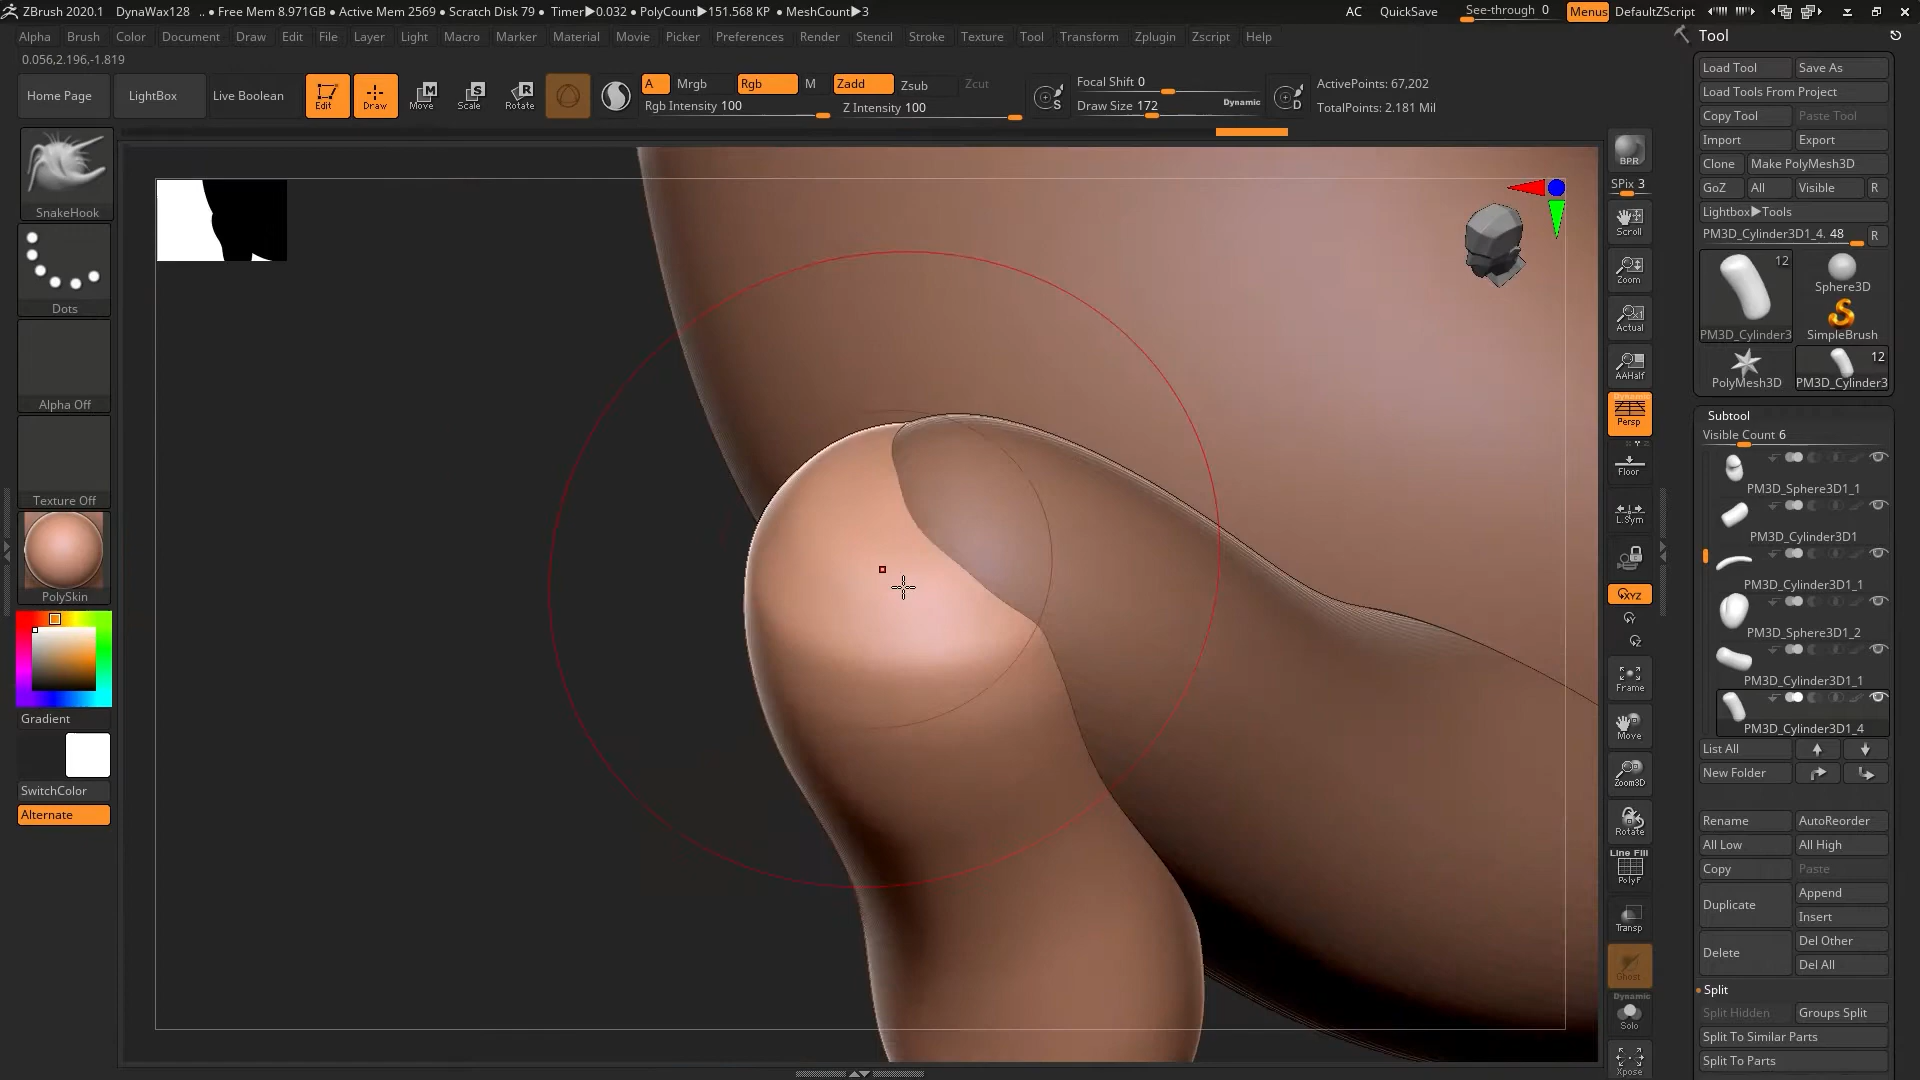 ZBrush 2020.1 DynaWax128 .. • Free Mem 8.971GB • Active Mem 2569 • Scratch Disk 79 • Timer▶0.032 • PolyCount▶151.568 KP • MeshCount▶3 AC QuickSave See-through 0 Menus DefaultZScript
Alpha Brush Color Document Draw Edit File Layer Light Macro Marker Material Movie Picker Preferences Render Stencil Stroke Texture Tool Transform Zplugin Zscript Help
0.056,2.196,-1.819
Home Page LightBox Live Boolean Edit Draw Move Scale Rotate
A Mrgb Rgb M Zadd Zsub Zcut
Rgb Intensity 100 Z Intensity 100
Focal Shift 0
Draw Size 172 Dynamic
ActivePoints: 67,202
TotalPoints: 2.181 Mil
SnakeHook
Dots
Alpha Off
Texture Off
PolySkin
Gradient
SwitchColor
Alternate
BPR
SPix 3
Scroll
Zoom
Actual
AAHalf
Dynamic
Persp
Floor
L.Sym
XYZ
Frame
Move
Zoom3D
Rotate
Line Fill
PolyF
Transp
Ghost
Dynamic
Solo
Xpose
Tool
Load Tool Save As
Load Tools From Project
Copy Tool Paste Tool
Import Export
Clone Make PolyMesh3D
GoZ All Visible R
Lightbox▶Tools
PM3D_Cylinder3D1_4. 48 R
12
PM3D_Cylinder3
Sphere3D
SimpleBrush
PolyMesh3D
12
PM3D_Cylinder3
Subtool
Visible Count 6
PM3D_Sphere3D1_1
PM3D_Cylinder3D1
PM3D_Cylinder3D1_1
PM3D_Sphere3D1_2
PM3D_Cylinder3D1_1
PM3D_Cylinder3D1_4
List All
New Folder
Rename AutoReorder
All Low All High
Copy Paste
Duplicate Append
Insert
Delete Del Other
Del All
Split
Split Hidden Groups Split
Split To Similar Parts
Split To Parts